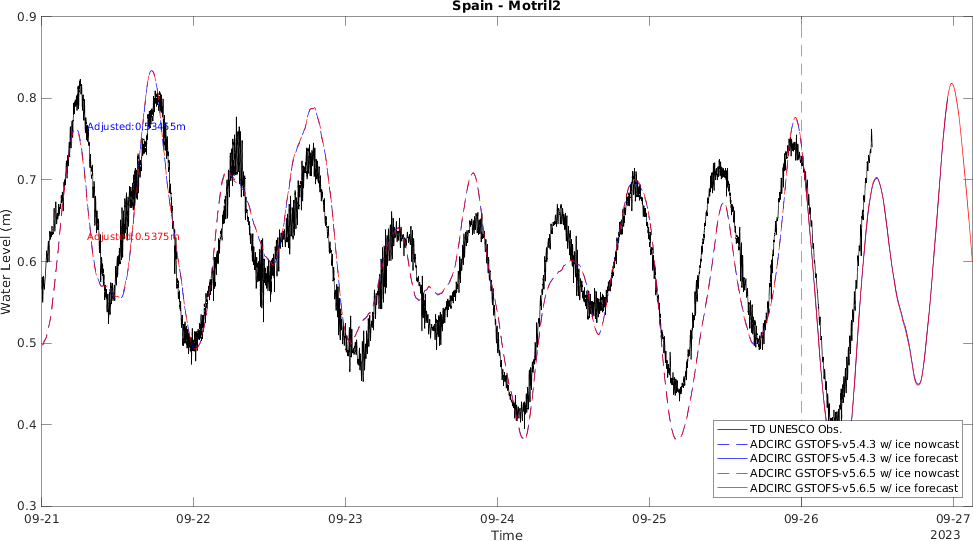 Spain - Motril2
0.9
0.8
0.7
0.6
0.5
0.4
0.3
Water Level (m)
Adjusted:0.53455m
Adjusted:0.5375m
TD UNESCO Obs.
ADCIRC GSTOFS-v5.4.3 w/ ice nowcast
ADCIRC GSTOFS-v5.4.3 w/ ice forecast
ADCIRC GSTOFS-v5.6.5 w/ ice nowcast
ADCIRC GSTOFS-v5.6.5 w/ ice forecast
09-21 09-22 09-23 09-24 09-25 09-26 09-27
Time
2023